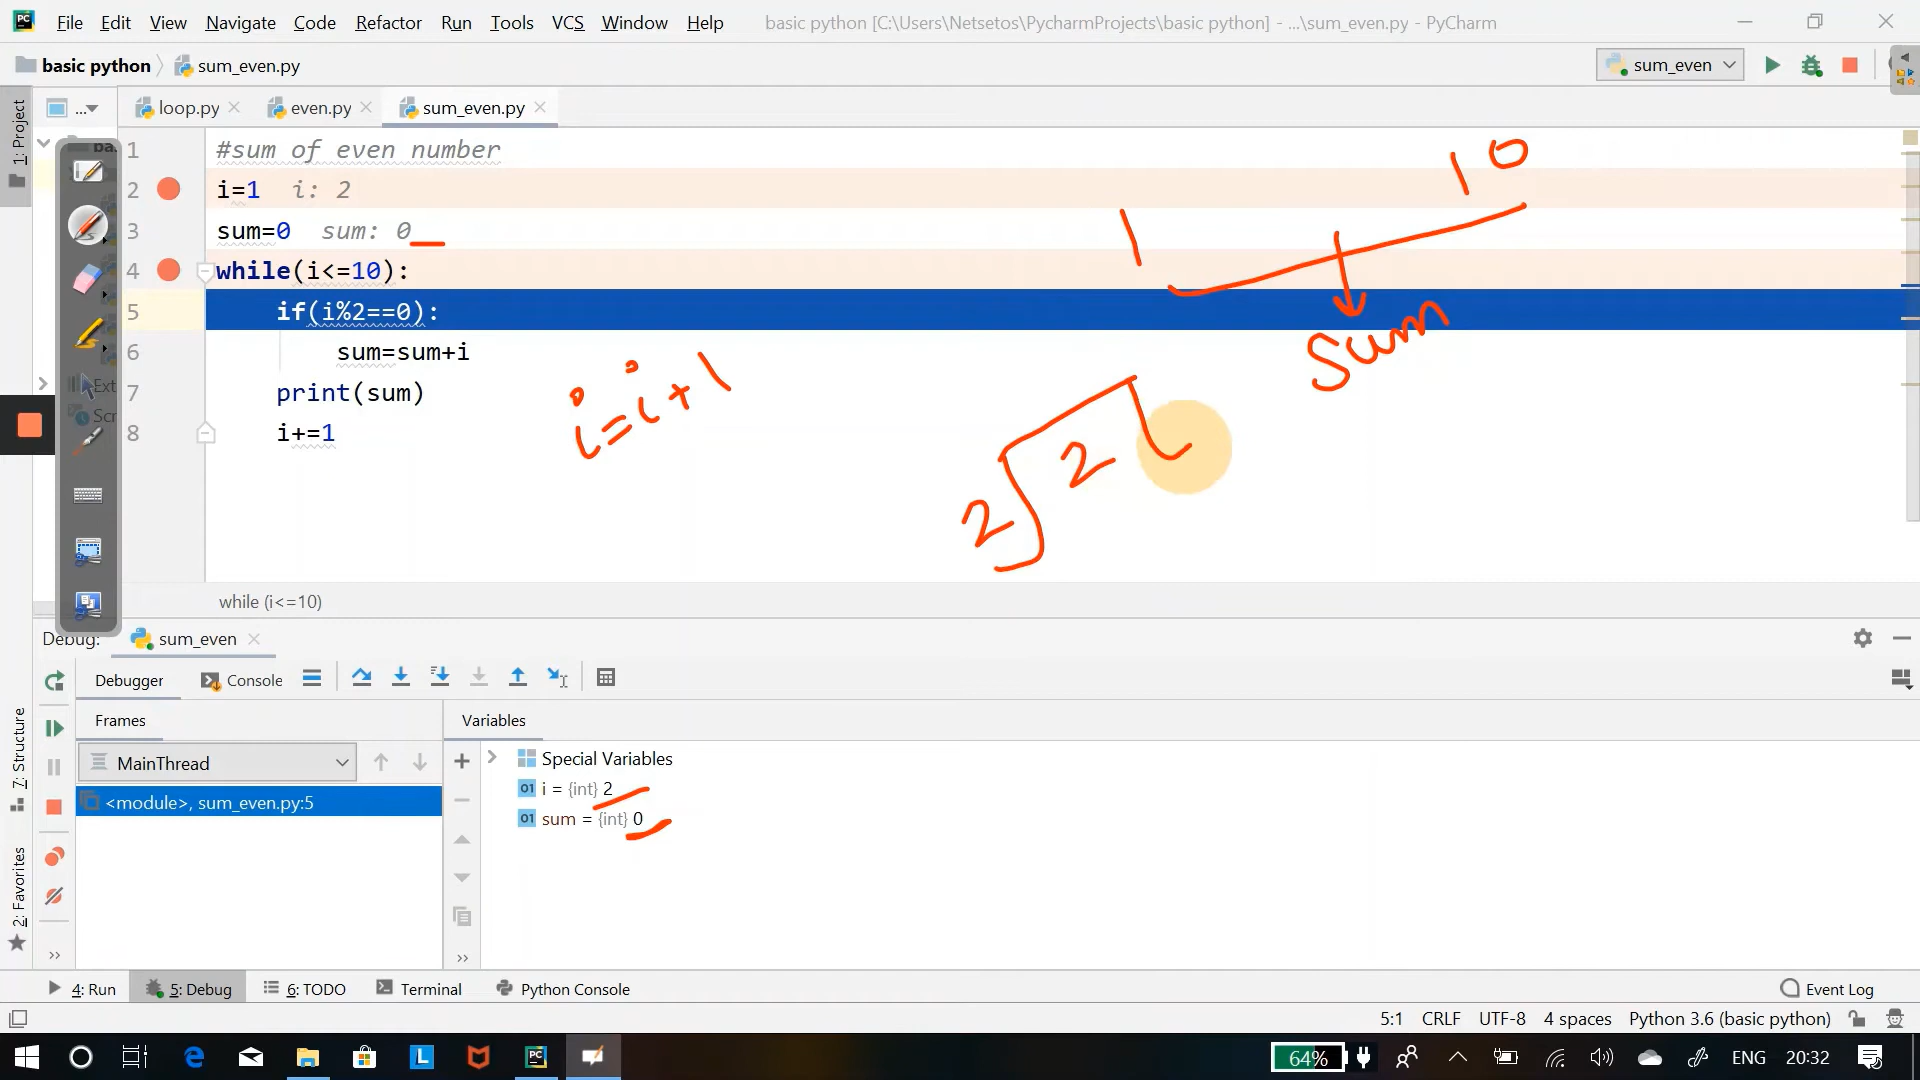 File Edit View Navigate Code Refactor Run Tools VCS Window Help basic python [C:\Users\Netsetos\PycharmProjects\basic python] - ...\sum_even.py - PyCharm
basic python sum_even.py sum_even
1: Project ... loop.py even.py sum_even.py
1 #sum of even number
2 i=1 i: 2
3 sum=0 sum: 0
4 while(i<=10):
5 if(i%2==0):
6 sum=sum+i
7 print(sum)
8 i+=1
1 10
sum
i=i+1
2 2
while (i<=10)
Debug: sum_even
Debugger Console
Frames Variables
MainThread Special Variables
i = {int} 2
<module>, sum_even.py:5 sum = {int} 0
7: Structure
2: Favorites
4: Run 5: Debug 6: TODO Terminal Python Console Event Log
5:1 CRLF UTF-8 4 spaces Python 3.6 (basic python)
64% ENG 20:32